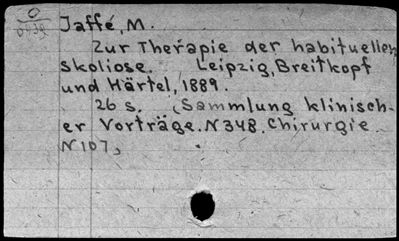 Jaffé, M.
Zur Therapie der habituellen
skoliose. Leipzig, Breitkopf
und Härtel, 1889.
26 s. (Sammlung klinisch-
er Vorträge. N348. Chirurgie
N107,